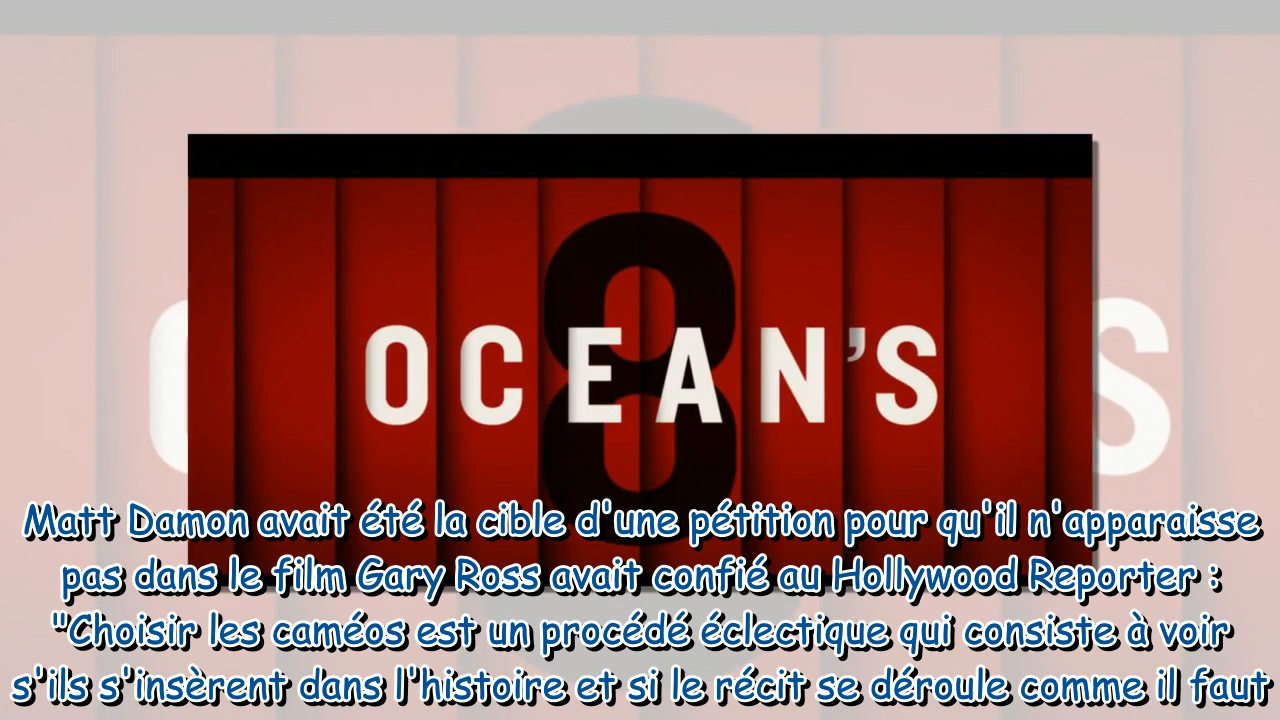 8
OCEAN'S
S
Matt Damon avait été la cible d'une pétition pour qu'il n'apparaisse
pas dans le film Gary Ross avait confié au Hollywood Reporter :
"Choisir les caméos est un procédé éclectique qui consiste à voir
s'ils s'insèrent dans l'histoire et si le récit se déroule comme il faut